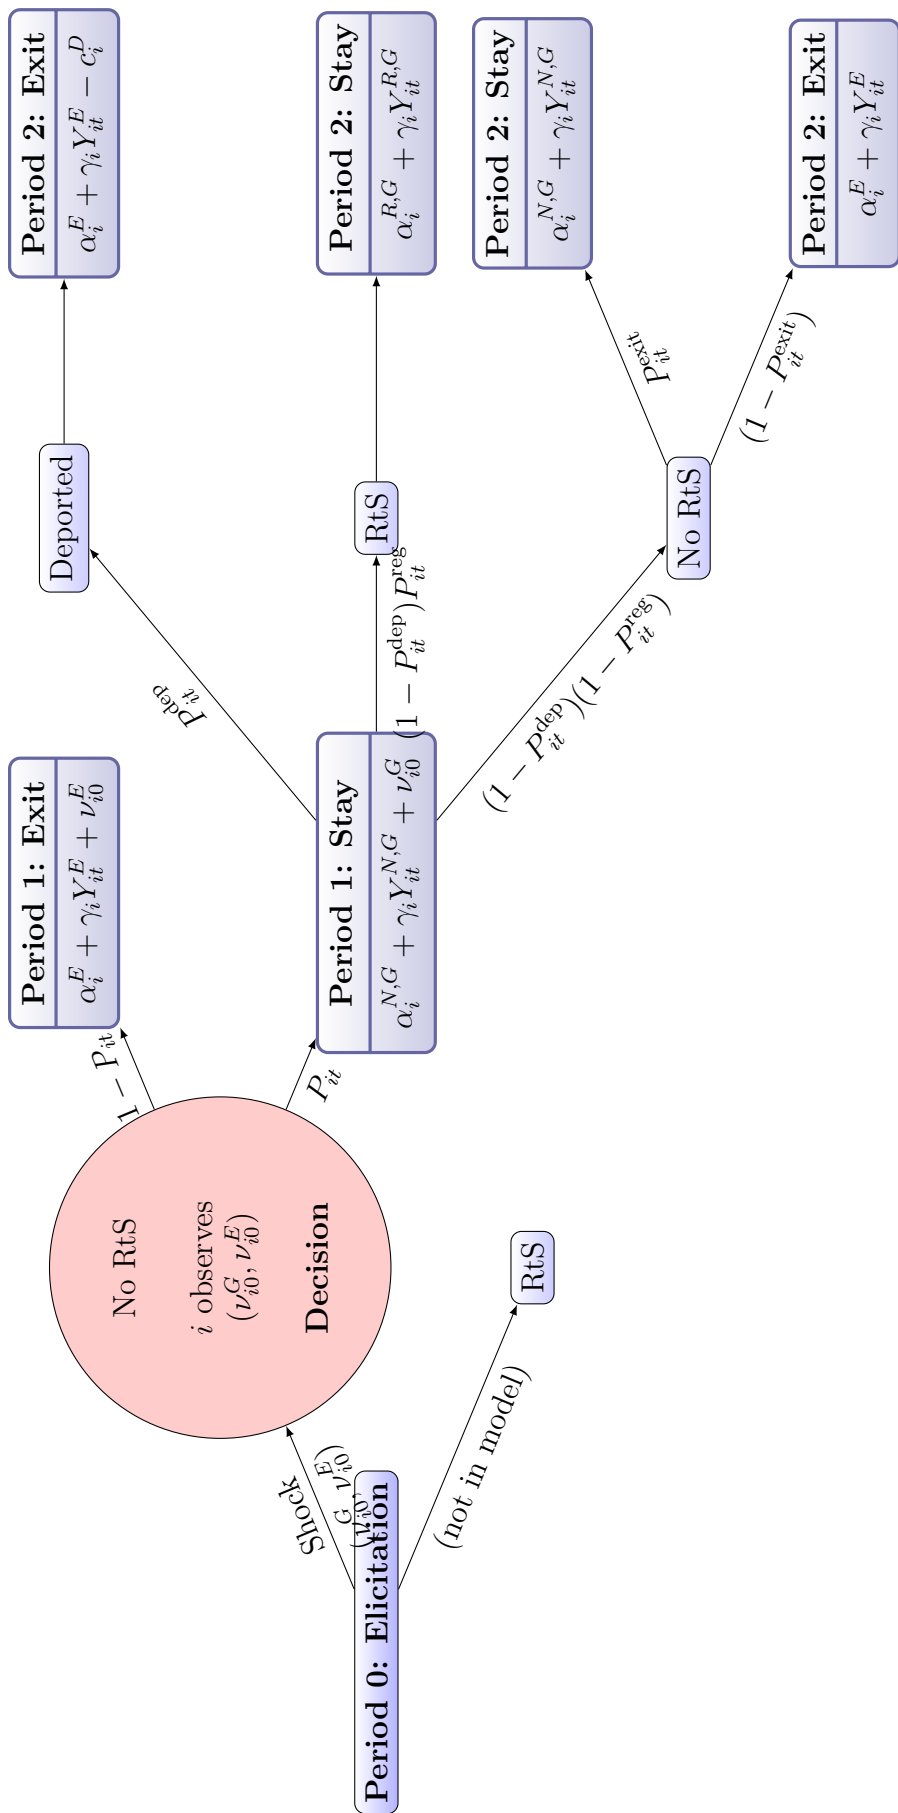 Period 0: Elicitation
Shock
(ν_{i0}^G, ν_{i0}^E)
(not in model)
RtS
No RtS
i observes
(ν_{i0}^G, ν_{i0}^E)
Decision
1 − P_{it}
P_{it}
Period 1: Exit
α_i^E + γ_i Y_{it}^E + ν_{i0}^E
Period 1: Stay
α_i^{N,G} + γ_i Y_{it}^{N,G} + ν_{i0}^G
P_{it}^{dep}
(1 − P_{it}^{dep})P_{it}^{reg}
(1 − P_{it}^{dep})(1 − P_{it}^{reg})
Deported
RtS
No RtS
P_{it}^{exit}
(1 − P_{it}^{exit})
Period 2: Exit
α_i^E + γ_i Y_{it}^E − c_i^D
Period 2: Stay
α_i^{R,G} + γ_i Y_{it}^{R,G}
Period 2: Stay
α_i^{N,G} + γ_i Y_{it}^{N,G}
Period 2: Exit
α_i^E + γ_i Y_{it}^E